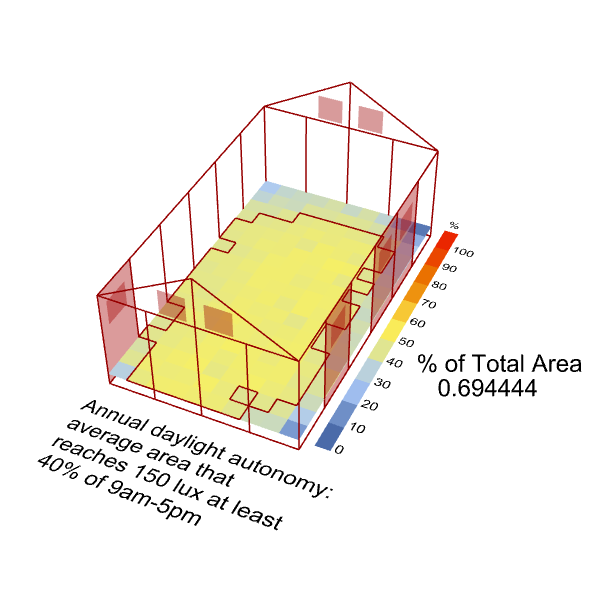 %
100
90
80
70
60
50
40
30
20
10
0
% of Total Area
0.694444
Annual daylight autonomy:
average area that
reaches 150 lux at least
40% of 9am-5pm